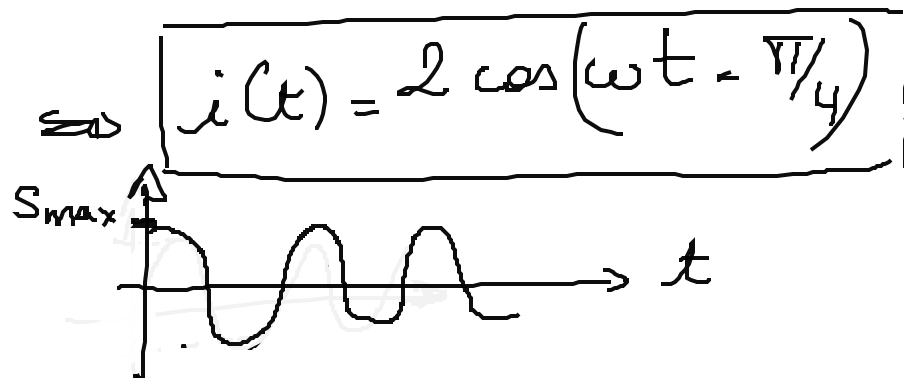 ⇒ i(t) = 2 cos(ωt - π/4)
Smax
t